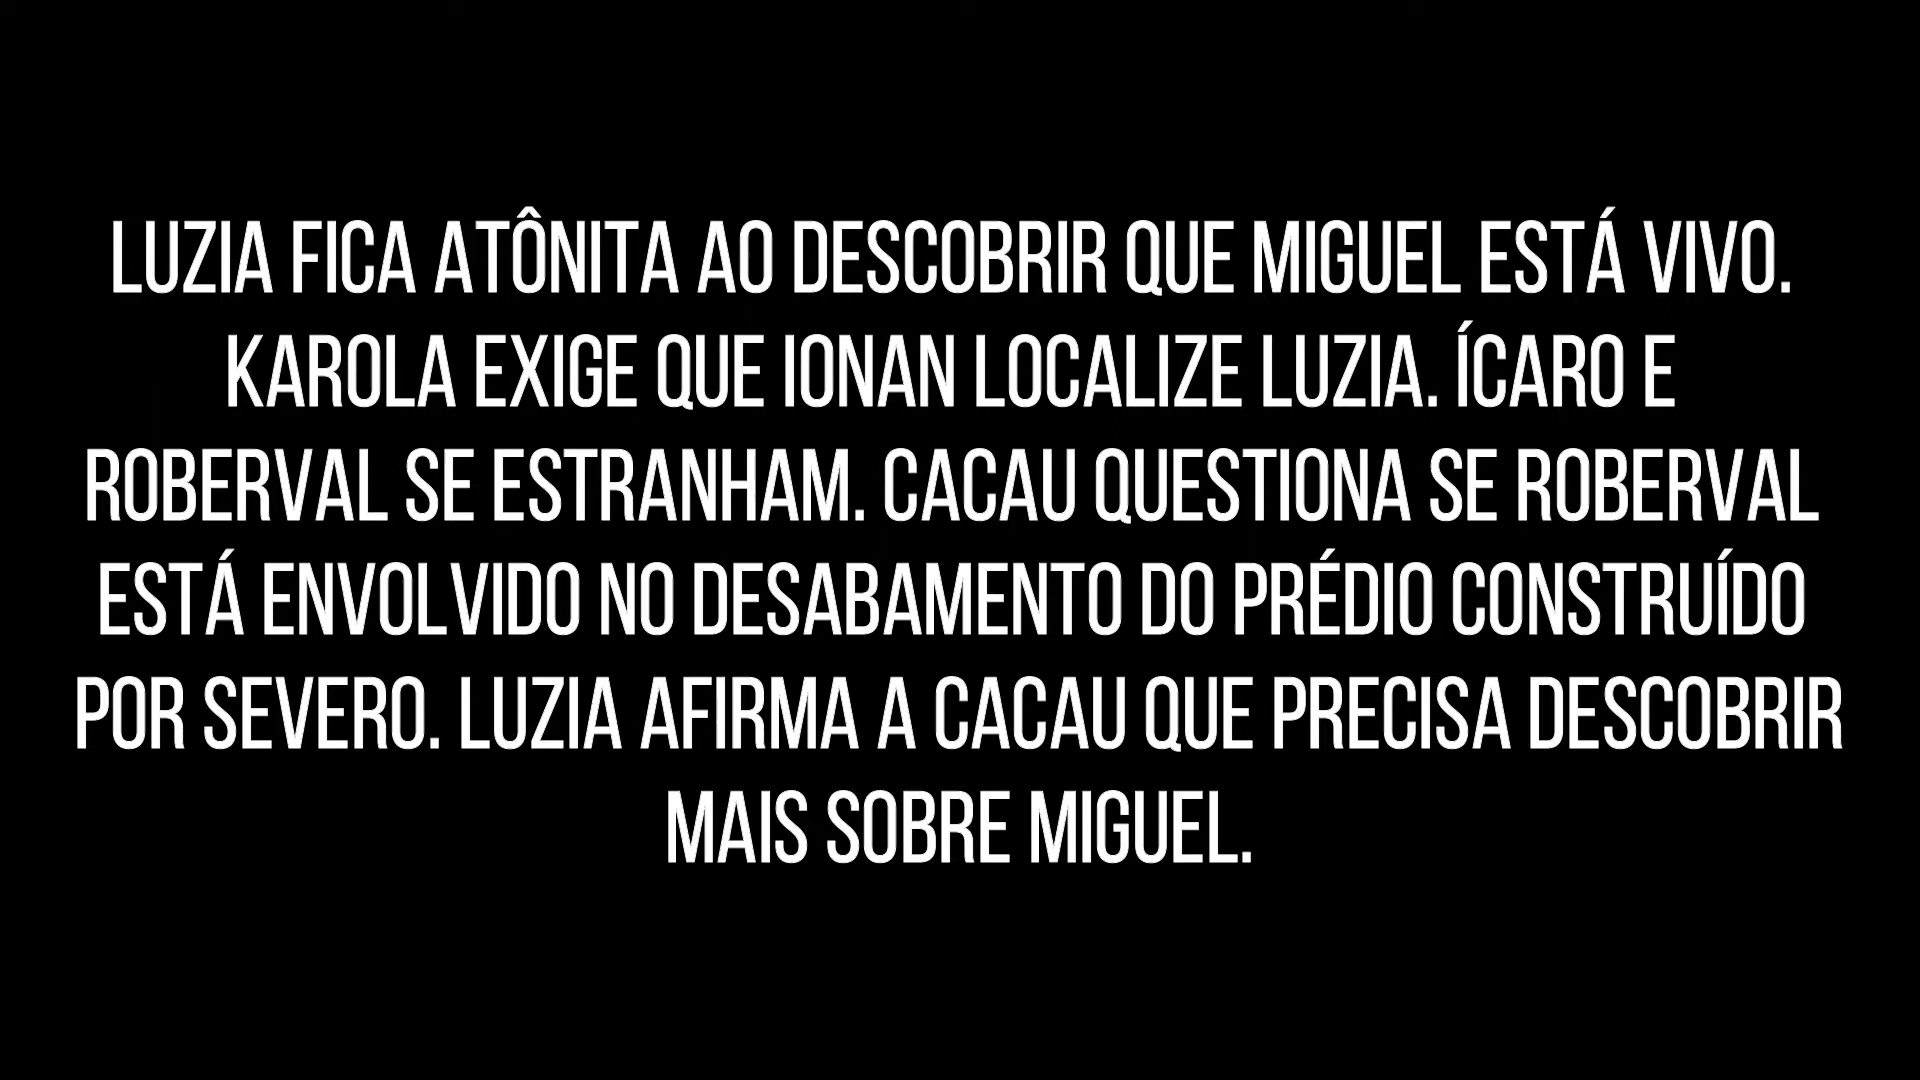 LUZIA FICA ATÔNITA AO DESCOBRIR QUE MIGUEL ESTÁ VIVO.
KAROLA EXIGE QUE IONAN LOCALIZE LUZIA. ÍCARO E
ROBERVAL SE ESTRANHAM. CACAU QUESTIONA SE ROBERVAL
ESTÁ ENVOLVIDO NO DESABAMENTO DO PRÉDIO CONSTRUÍDO
POR SEVERO. LUZIA AFIRMA A CACAU QUE PRECISA DESCOBRIR
MAIS SOBRE MIGUEL.